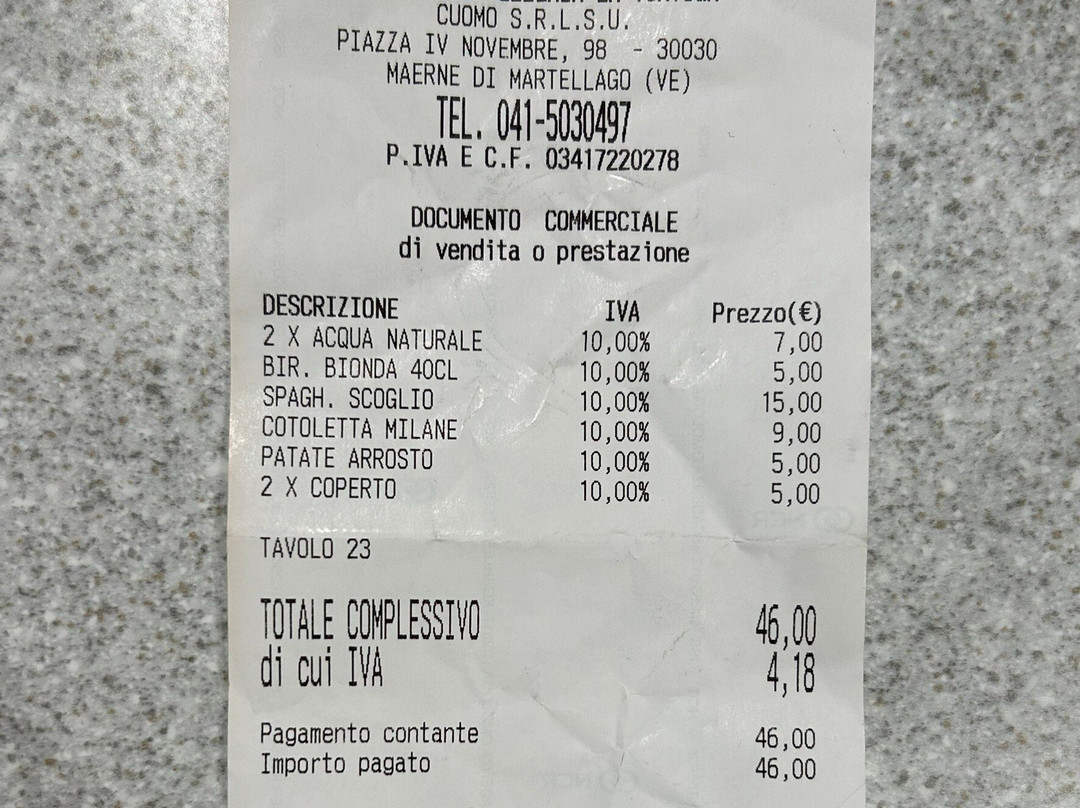 CUOMO S.R.L.S.U.
PIAZZA IV NOVEMBRE, 98 - 30030
MAERNE DI MARTELLAGO (VE)
TEL. 041-5030497
P.IVA E C.F. 03417220278
DOCUMENTO COMMERCIALE
di vendita o prestazione
DESCRIZIONE IVA Prezzo(€)
2 X ACQUA NATURALE 10,00% 7,00
BIR. BIONDA 40CL 10,00% 5,00
SPAGH. SCOGLIO 10,00% 15,00
COTOLETTA MILANE 10,00% 9,00
PATATE ARROSTO 10,00% 5,00
2 X COPERTO 10,00% 5,00
TAVOLO 23
TOTALE COMPLESSIVO 46,00
di cui IVA 4,18
Pagamento contante 46,00
Importo pagato 46,00